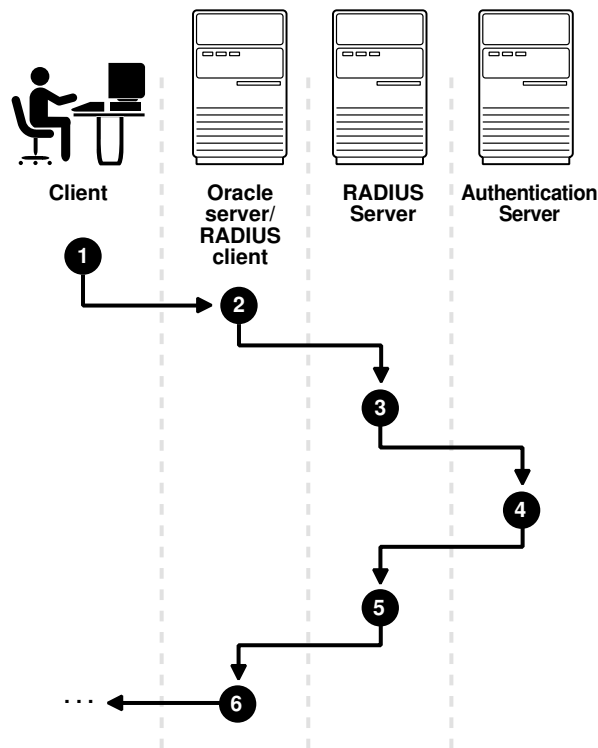 Client
Oracle
server/
RADIUS
client
RADIUS
Server
Authentication
Server
1
2
3
4
5
6
. . .